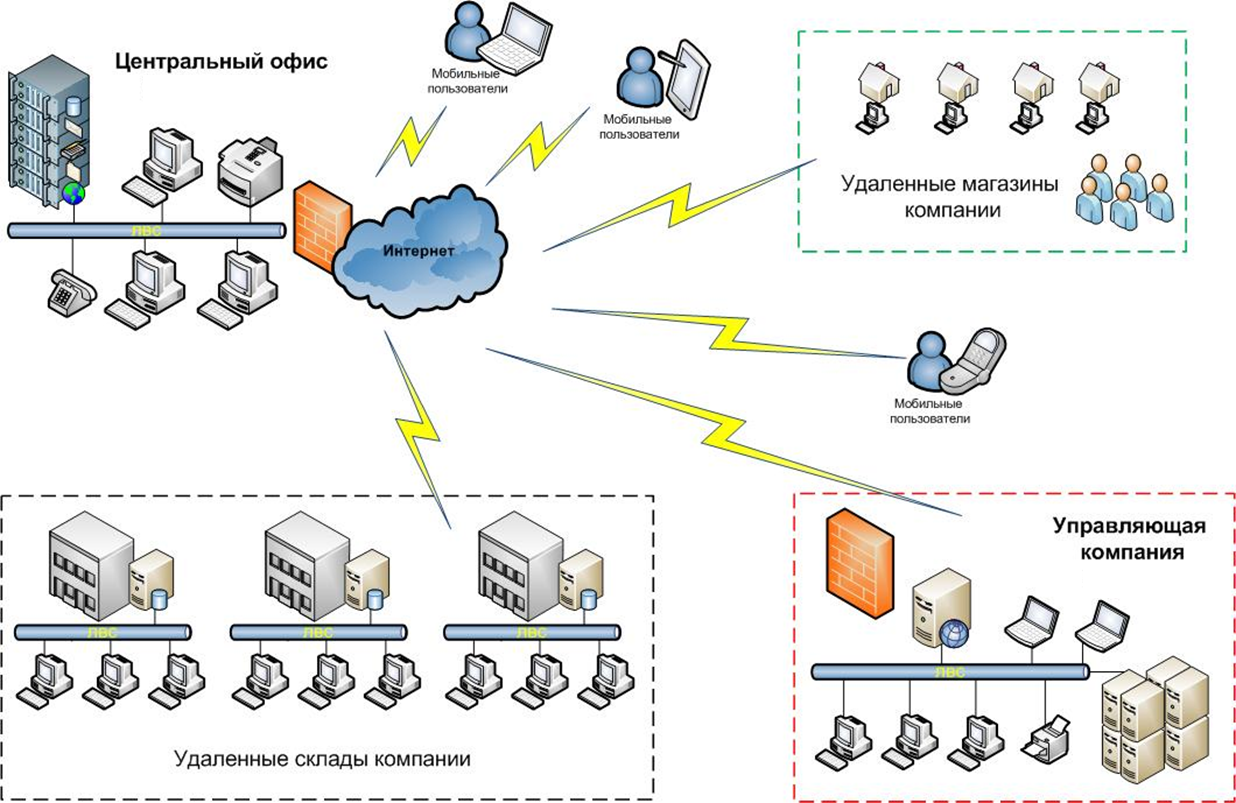 Центральный офис
Мобильные
пользователи
Мобильные
пользователи
Удаленные магазины
компании
ЛВС
Интернет
Мобильные
пользователи
Управляющая
компания
ЛВС
ЛВС
ЛВС
ЛВС
Удаленные склады компании